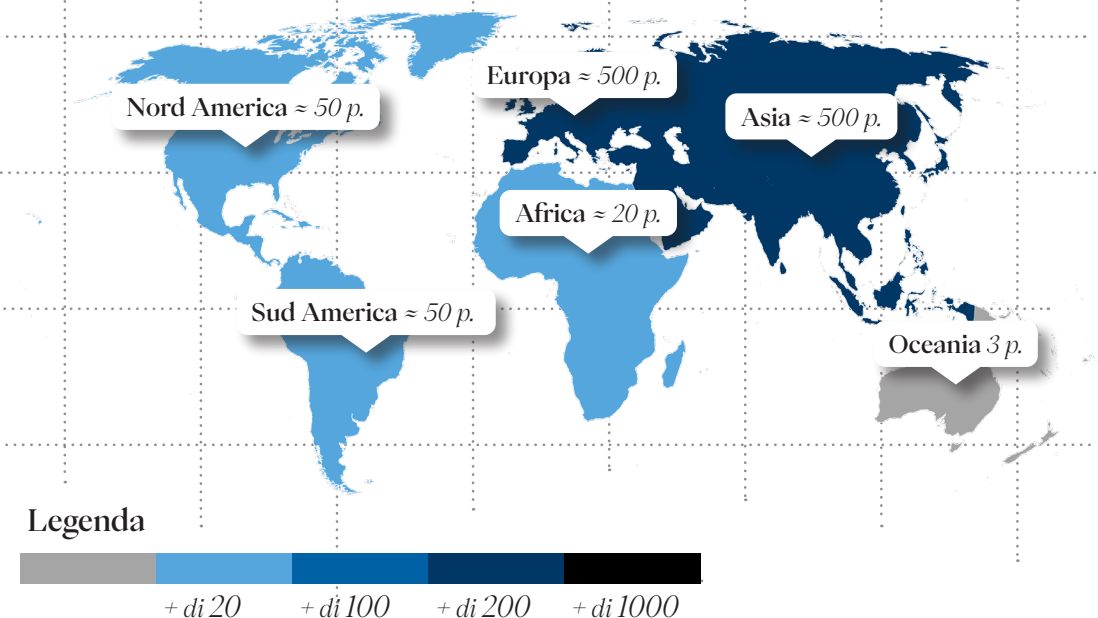 Europa ≈ 500 p.
Nord America ≈ 50 p.
Asia ≈ 500 p.
Africa ≈ 20 p.
Sud America ≈ 50 p.
Oceania 3 p.
Legenda
+ di 20
+ di 100
+ di 200
+ di 1000